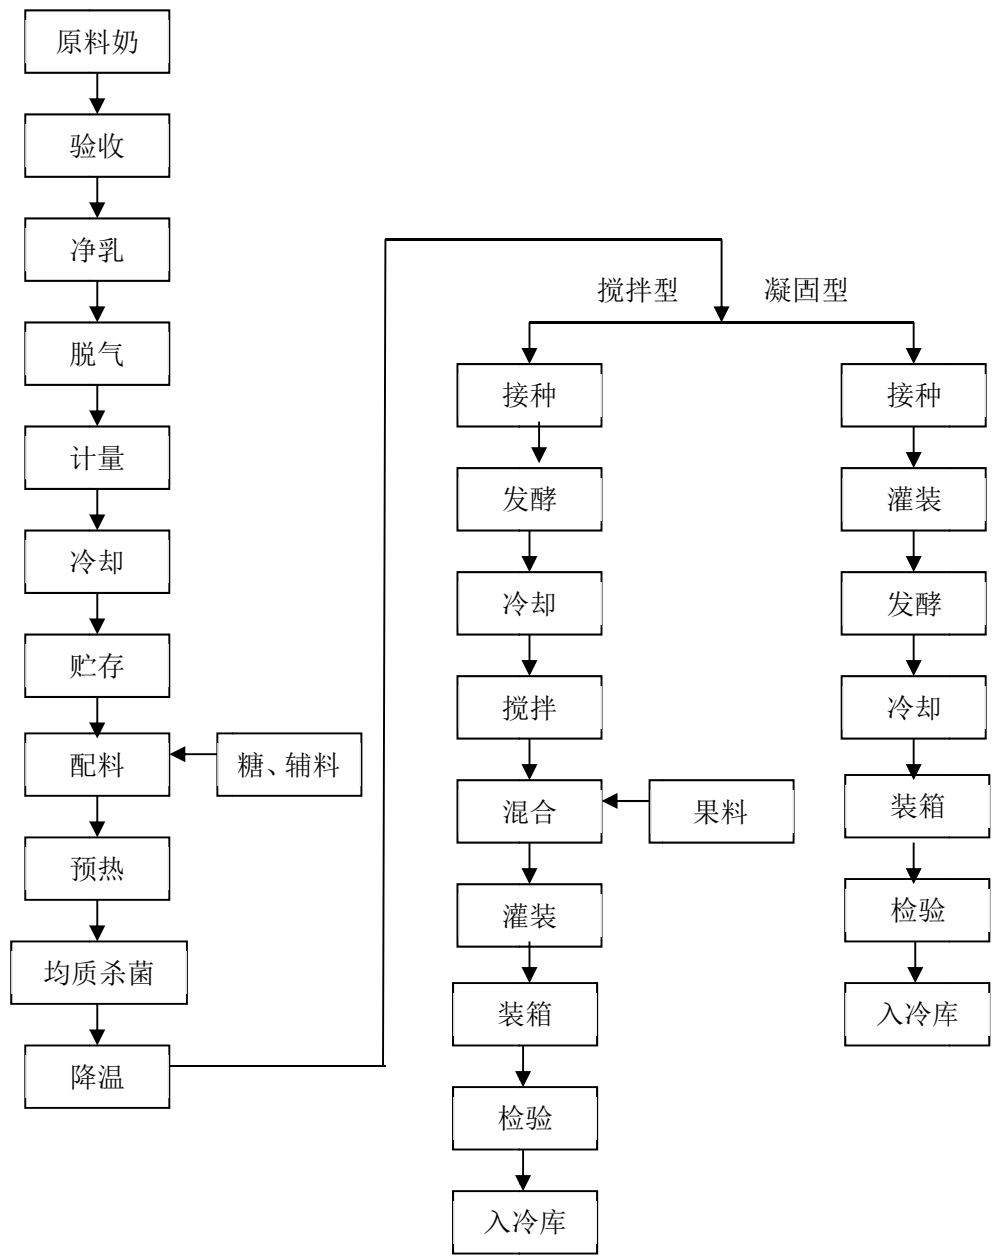 原料奶
验收
净乳
脱气
计量
冷却
贮存
配料
糖、辅料
预热
均质杀菌
降温
搅拌型
凝固型
接种
发酵
冷却
搅拌
混合
果料
灌装
装箱
检验
入冷库
接种
灌装
发酵
冷却
装箱
检验
入冷库